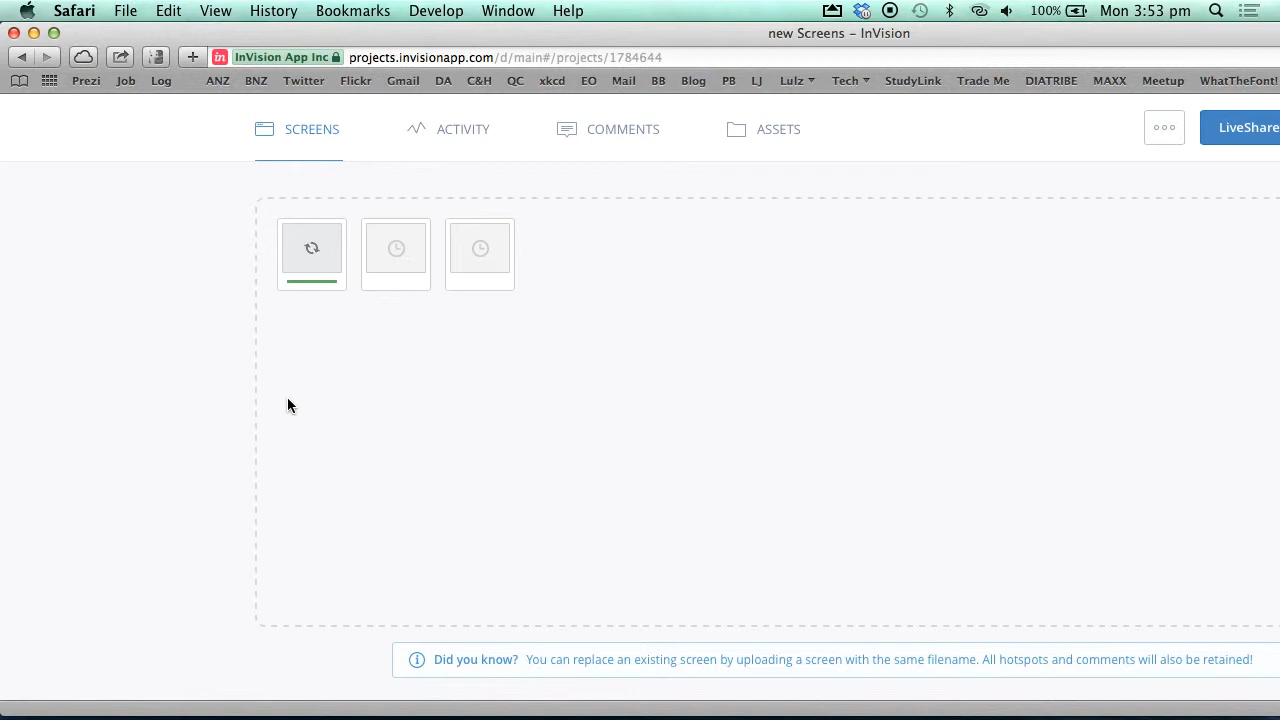 Safari File Edit View History Bookmarks Develop Window Help 100% Mon 3:53 pm
new Screens – InVision
in InVision App Inc projects.invisionapp.com/d/main#/projects/1784644
Prezi Job Log ANZ BNZ Twitter Flickr Gmail DA C&H QC xkcd EO Mail BB Blog PB LJ Lulz Tech StudyLink Trade Me DIATRIBE MAXX Meetup WhatTheFont!
SCREENS ACTIVITY COMMENTS ASSETS LiveShare
Did you know? You can replace an existing screen by uploading a screen with the same filename. All hotspots and comments will also be retained!